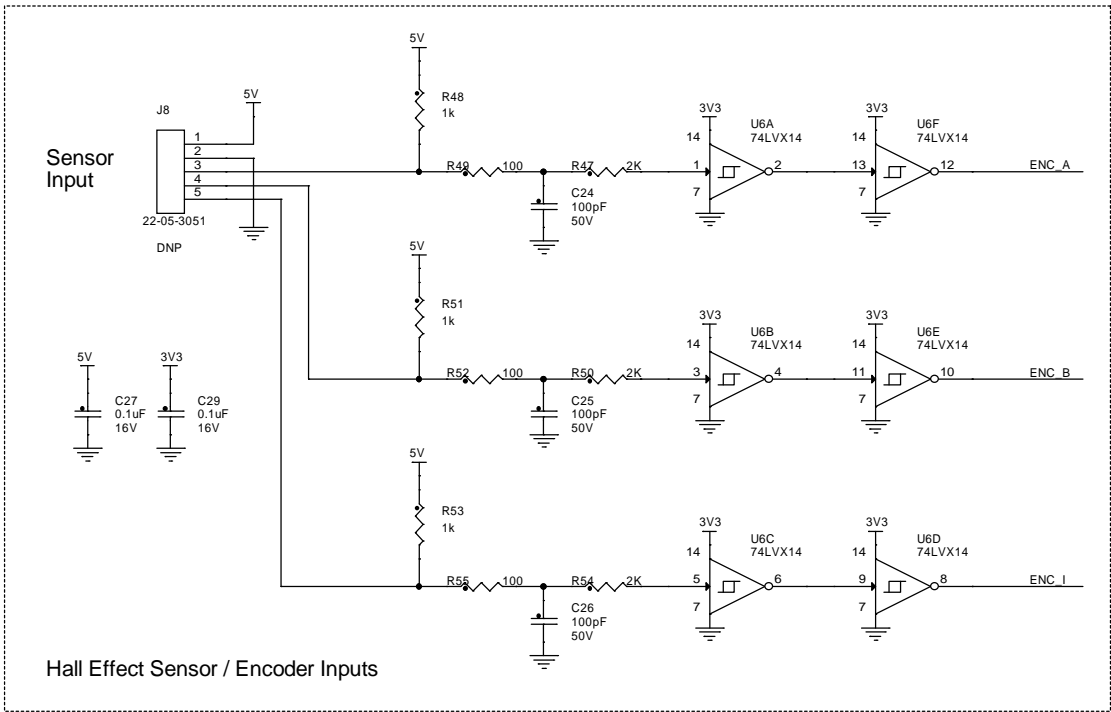 5V
R48
1k
J8
5V
1
2
3
4
5
Sensor
Input
22-05-3051
DNP
R49 100
R47 2K
C24
100pF
50V
3V3
U6A
74LVX14
14
1
2
7
3V3
U6F
74LVX14
14
13
12
7
ENC_A
5V
R51
1k
R52 100
R50 2K
C25
100pF
50V
3V3
U6B
74LVX14
14
3
4
7
3V3
U6E
74LVX14
14
11
10
7
ENC_B
5V
C27
0.1uF
16V
3V3
C29
0.1uF
16V
5V
R53
1k
R55 100
R54 2K
C26
100pF
50V
3V3
U6C
74LVX14
14
5
6
7
3V3
U6D
74LVX14
14
9
8
7
ENC_I
Hall Effect Sensor / Encoder Inputs